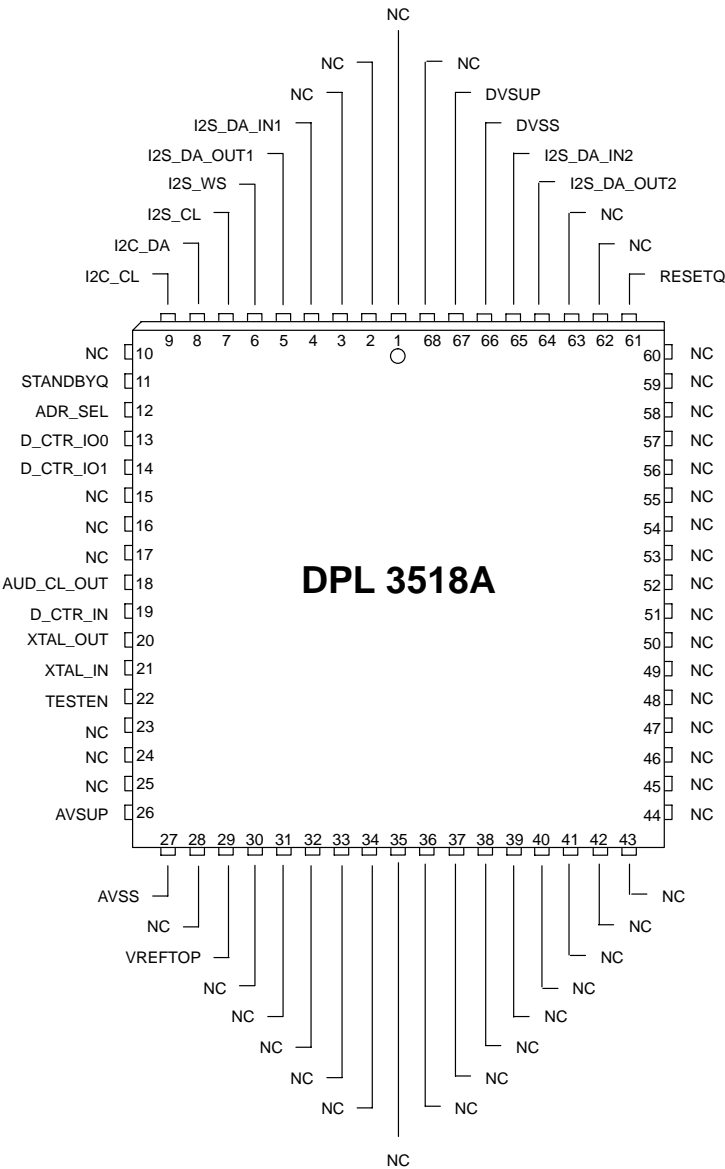 NC
NC NC
NC DVSUP
I2S_DA_IN1 DVSS
I2S_DA_OUT1 I2S_DA_IN2
I2S_WS I2S_DA_OUT2
I2S_CL NC
I2C_DA NC
I2C_CL RESETQ
9 8 7 6 5 4 3 2 1 68 67 66 65 64 63 62 61
NC 10 60 NC
STANDBYQ 11 59 NC
ADR_SEL 12 58 NC
D_CTR_IO0 13 57 NC
D_CTR_IO1 14 56 NC
NC 15 55 NC
NC 16 54 NC
NC 17 53 NC
DPL 3518A
AUD_CL_OUT 18 52 NC
D_CTR_IN 19 51 NC
XTAL_OUT 20 50 NC
XTAL_IN 21 49 NC
TESTEN 22 48 NC
NC 23 47 NC
NC 24 46 NC
NC 25 45 NC
AVSUP 26 44 NC
27 28 29 30 31 32 33 34 35 36 37 38 39 40 41 42 43
AVSS NC
NC NC
VREFTOP NC
NC NC
NC NC
NC NC
NC NC
NC NC
NC